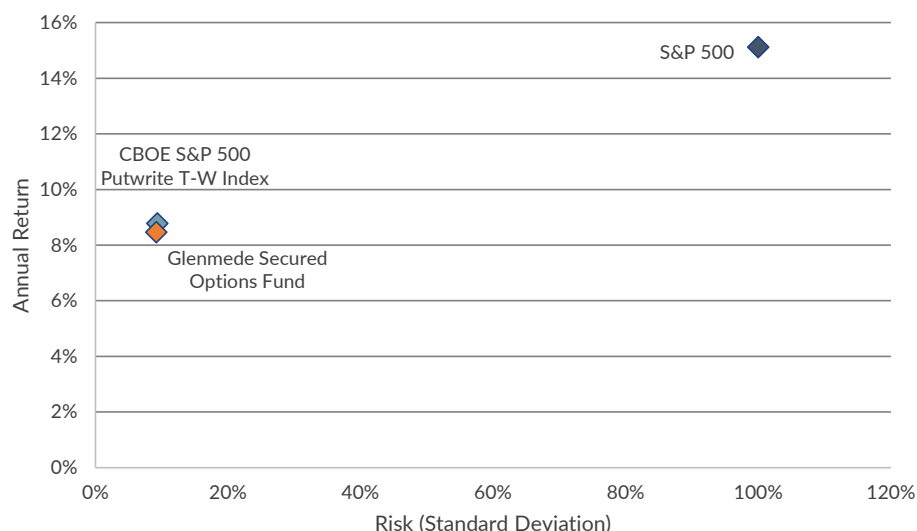 16%
S&P 500
14%
12%
CBOE S&P 500
Putwrite T-W Index
10%
Annual Return
8%
Glenmede Secured
Options Fund
6%
4%
2%
0%
0% 20% 40% 60% 80% 100% 120%
Risk (Standard Deviation)